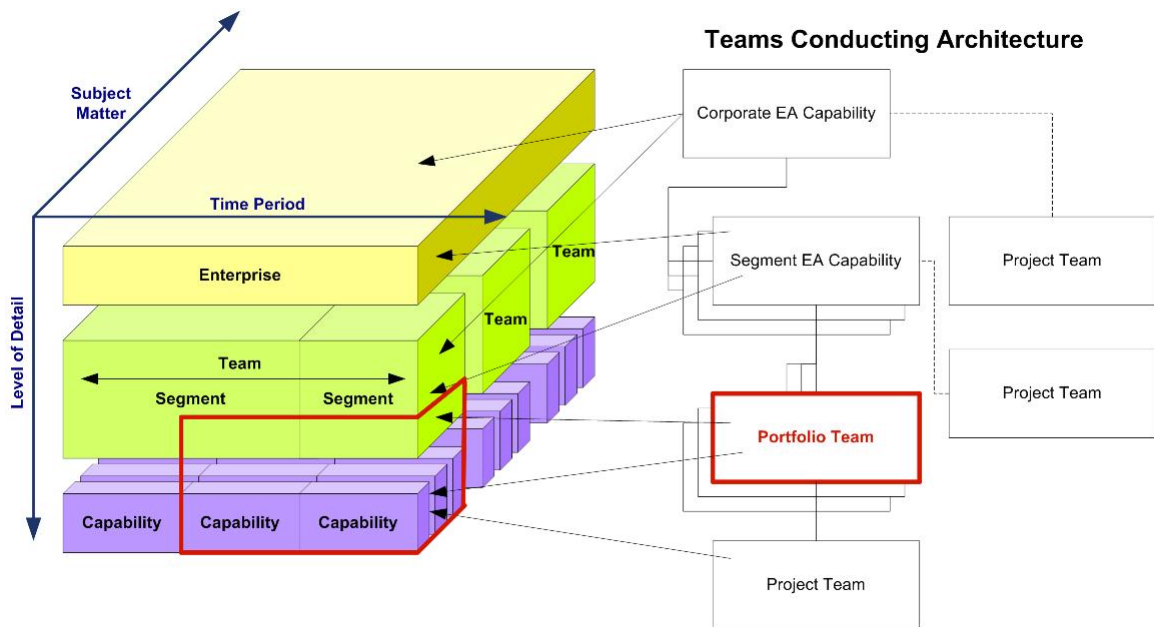 Teams Conducting Architecture
Subject
Matter
Corporate EA Capability
Time Period
Team
Enterprise
Segment EA Capability
Project Team
Level of Detail
Team
Team
Segment
Segment
Project Team
Portfolio Team
Capability
Capability
Capability
Project Team